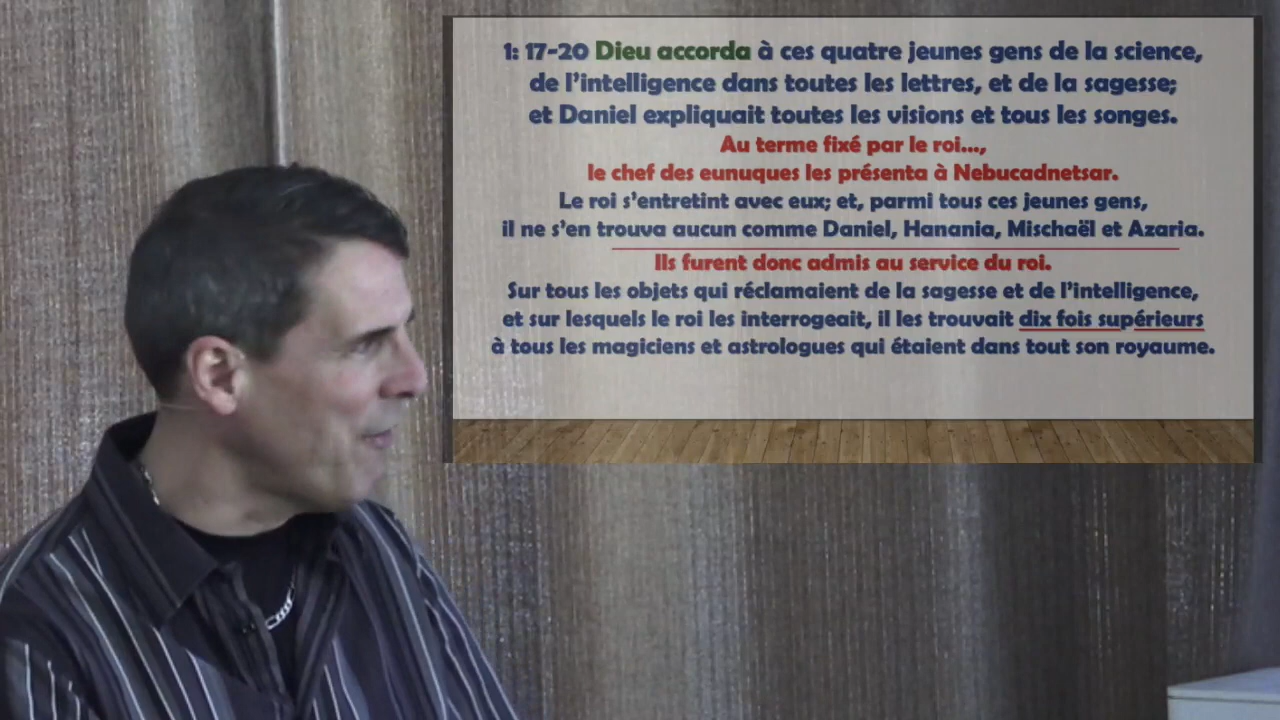 1: 17-20 Dieu accorda à ces quatre jeunes gens de la science,
de l'intelligence dans toutes les lettres, et de la sagesse;
et Daniel expliquait toutes les visions et tous les songes.
Au terme fixé par le roi...,
le chef des eunuques les présenta à Nebucadnetsar.
Le roi s'entretint avec eux; et, parmi tous ces jeunes gens,
il ne s'en trouva aucun comme Daniel, Hanania, Mischaël et Azaria.
Ils furent donc admis au service du roi.
Sur tous les objets qui réclamaient de la sagesse et de l'intelligence,
et sur lesquels le roi les interrogeait, il les trouvait dix fois supérieurs
à tous les magiciens et astrologues qui étaient dans tout son royaume.